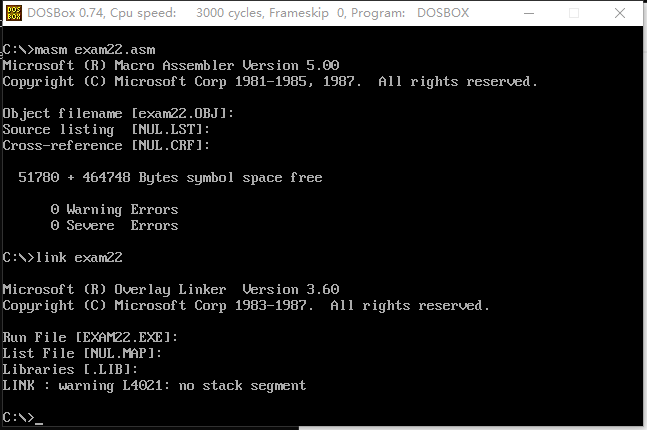 DOSBox 0.74, Cpu speed: 3000 cycles, Frameskip 0, Program: DOSBOX
C:\>masm exam22.asm
Microsoft (R) Macro Assembler Version 5.00
Copyright (C) Microsoft Corp 1981-1985, 1987.  All rights reserved.
Object filename [exam22.OBJ]:
Source listing  [NUL.LST]:
Cross-reference [NUL.CRF]:
51780 + 464748 Bytes symbol space free
0 Warning Errors
0 Severe  Errors
C:\>link exam22
Microsoft (R) Overlay Linker  Version 3.60
Copyright (C) Microsoft Corp 1983-1987.  All rights reserved.
Run File [EXAM22.EXE]:
List File [NUL.MAP]:
Libraries [.LIB]:
LINK : warning L4021: no stack segment
C:\>_